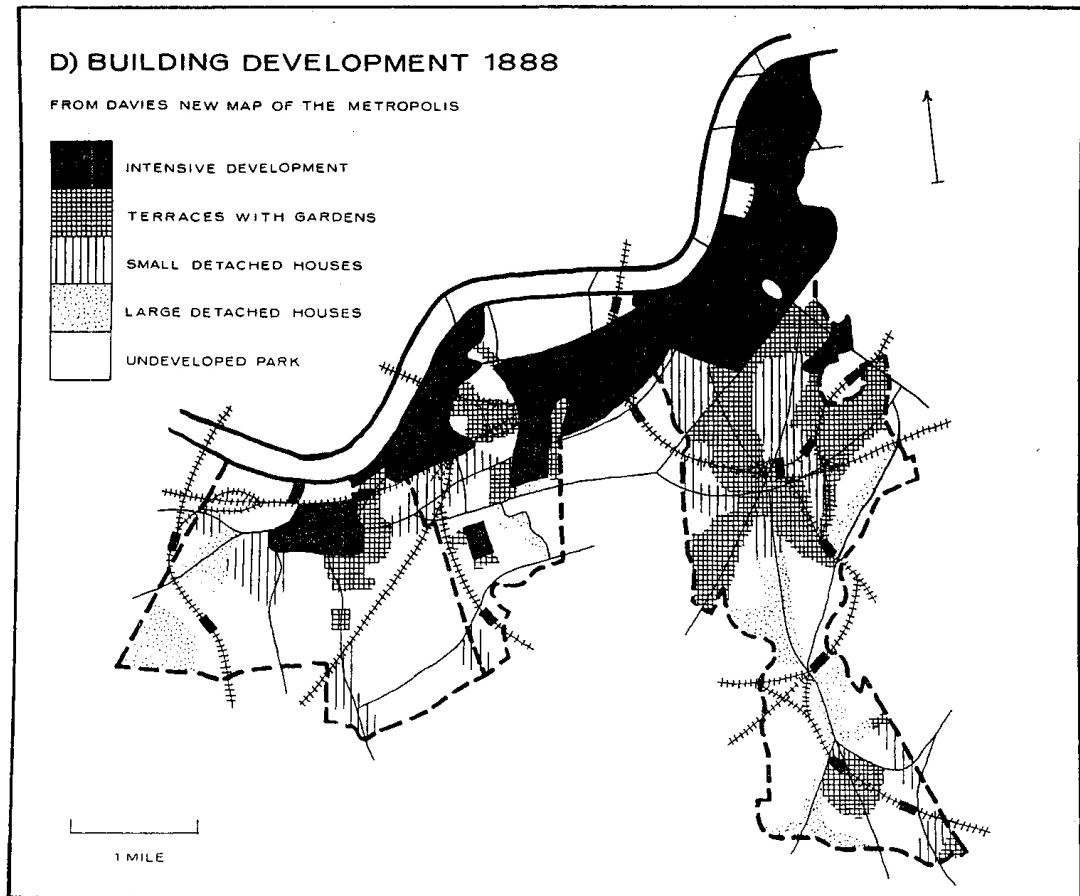 D) BUILDING DEVELOPMENT 1888
FROM DAVIES NEW MAP OF THE METROPOLIS
INTENSIVE DEVELOPMENT
TERRACES WITH GARDENS
SMALL DETACHED HOUSES
LARGE DETACHED HOUSES
UNDEVELOPED PARK
1 MILE